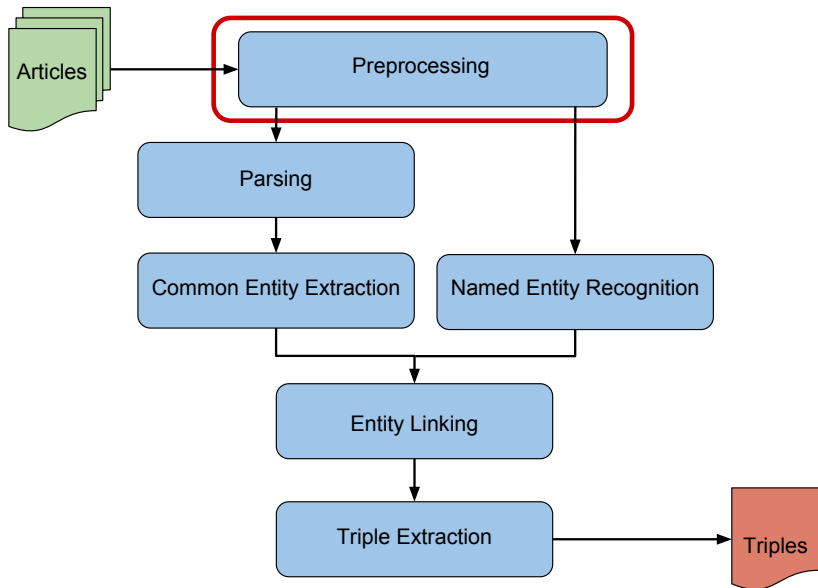 Articles
Preprocessing
Parsing
Common Entity Extraction
Named Entity Recognition
Entity Linking
Triple Extraction
Triples